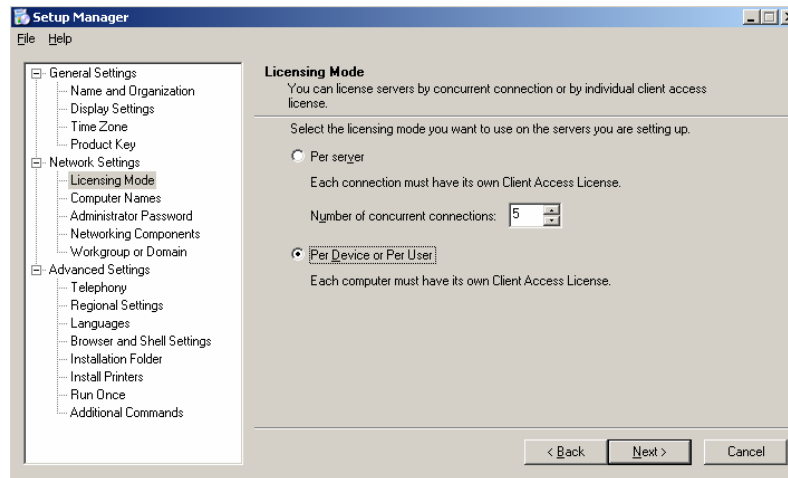 Setup Manager
File Help
General Settings
Name and Organization
Display Settings
Time Zone
Product Key
Network Settings
Licensing Mode
Computer Names
Administrator Password
Networking Components
Workgroup or Domain
Advanced Settings
Telephony
Regional Settings
Languages
Browser and Shell Settings
Installation Folder
Install Printers
Run Once
Additional Commands
Licensing Mode
You can license servers by concurrent connection or by individual client access
license.
Select the licensing mode you want to use on the servers you are setting up.
Per server
Each connection must have its own Client Access License.
Number of concurrent connections: 5
Per Device or Per User
Each computer must have its own Client Access License.
< Back Next > Cancel